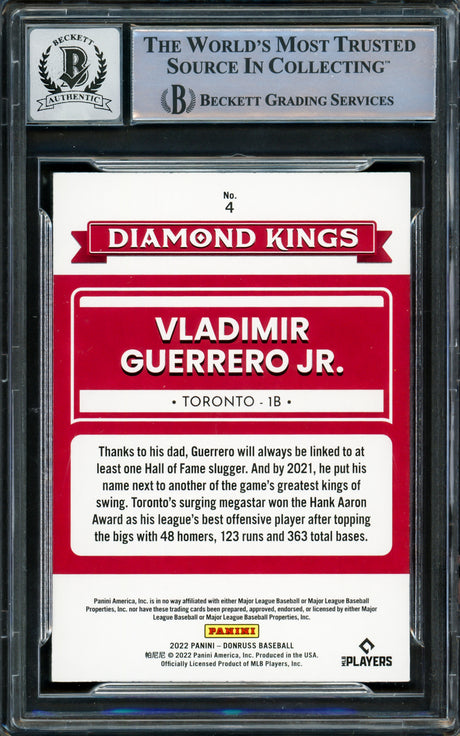 BECKETT
B
AUTHENTIC
THE WORLD'S MOST TRUSTED
SOURCE IN COLLECTING™
B BECKETT GRADING SERVICES
No.
4
DIAMOND KINGS
VLADIMIR
GUERRERO JR.
• TORONTO - 1B •
Thanks to his dad, Guerrero will always be linked to at
least one Hall of Fame slugger. And by 2021, he put his
name next to another of the game's greatest kings of
swing. Toronto's surging megastar won the Hank Aaron
Award as his league's best offensive player after topping
the bigs with 48 homers, 123 runs and 363 total bases.
Panini America, Inc. is in no way affiliated with either Major League Baseball or Major League Baseball
Properties, Inc. nor have these trading cards been prepared, approved, endorsed, or licensed by either Major
League Baseball or Major League Baseball Properties, Inc.
PANINI
2022 PANINI – DONRUSS BASEBALL
帕尼尼 © 2022 Panini America, Inc. Produced in the USA.
Officially Licensed Product of MLB Players, Inc.
MLB PLAYERS